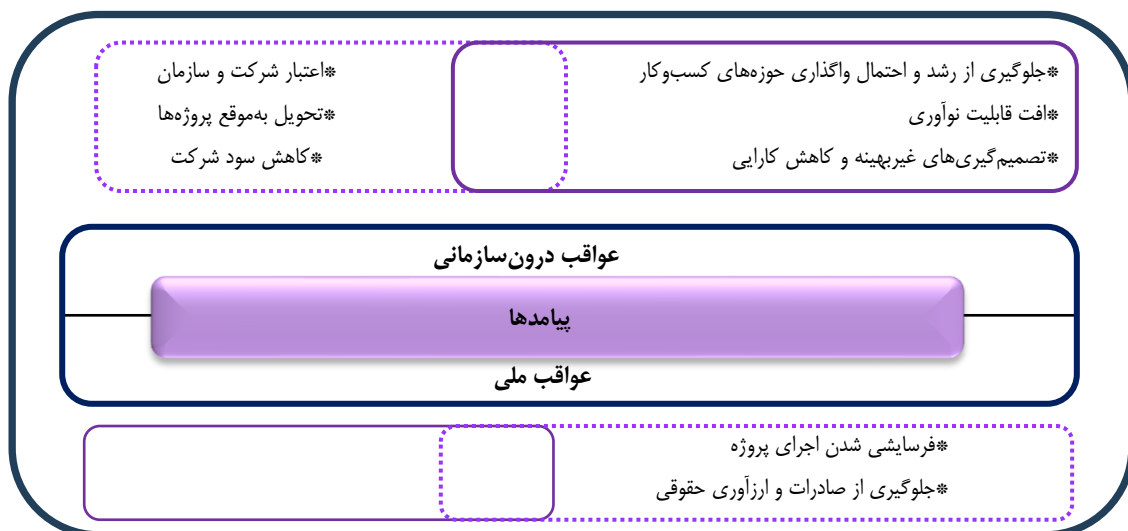 *جلوگیری از رشد و احتمال واگذاری حوزه‌های کسب‌وکار
*افت قابلیت نوآوری
*تصمیم‌گیری‌های غیربهینه و کاهش کارایی
*اعتبار شرکت و سازمان
*تحویل به‌موقع پروژه‌ها
*کاهش سود شرکت
عواقب درون‌سازمانی
پیامدها
عواقب ملی
*فرسایشی شدن اجرای پروژه
*جلوگیری از صادرات و ارزآوری حقوقی